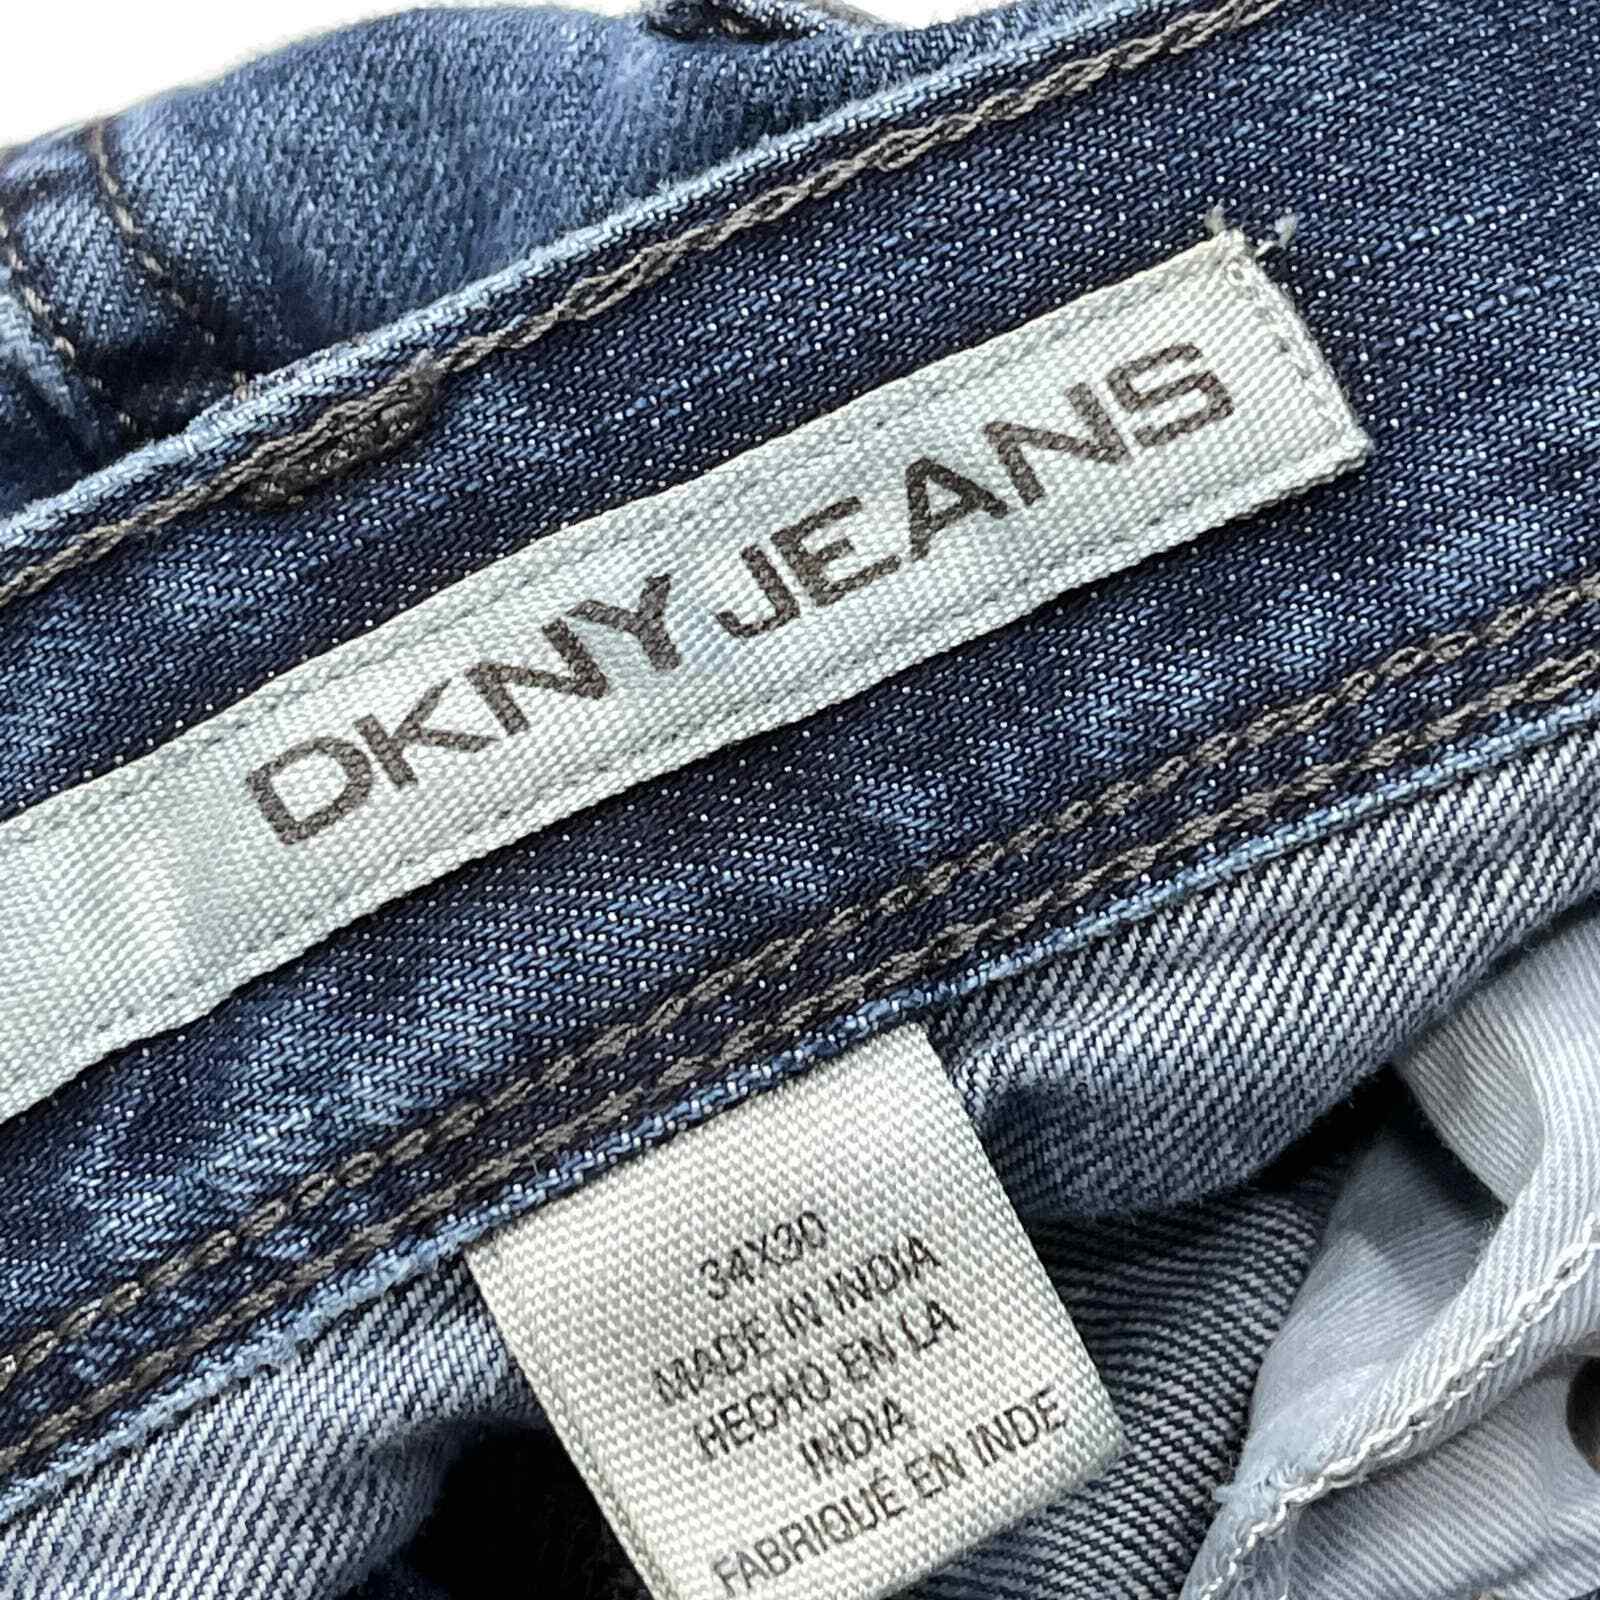 DKNY JEANS
34X30
MADE IN INDIA
HECHO EN LA
INDIA
FABRIQUÉ EN INDE